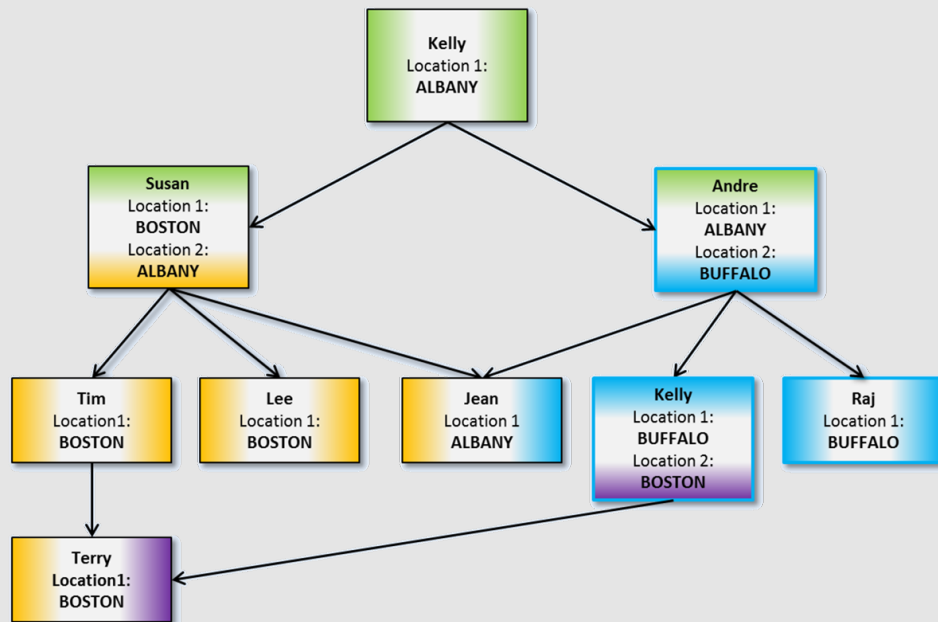 Kelly
Location 1:
ALBANY
Susan
Location 1:
BOSTON
Location 2:
ALBANY
Andre
Location 1:
ALBANY
Location 2:
BUFFALO
Tim
Location1:
BOSTON
Lee
Location 1:
BOSTON
Jean
Location 1
ALBANY
Kelly
Location 1:
BUFFALO
Location 2:
BOSTON
Raj
Location 1:
BUFFALO
Terry
Location1:
BOSTON